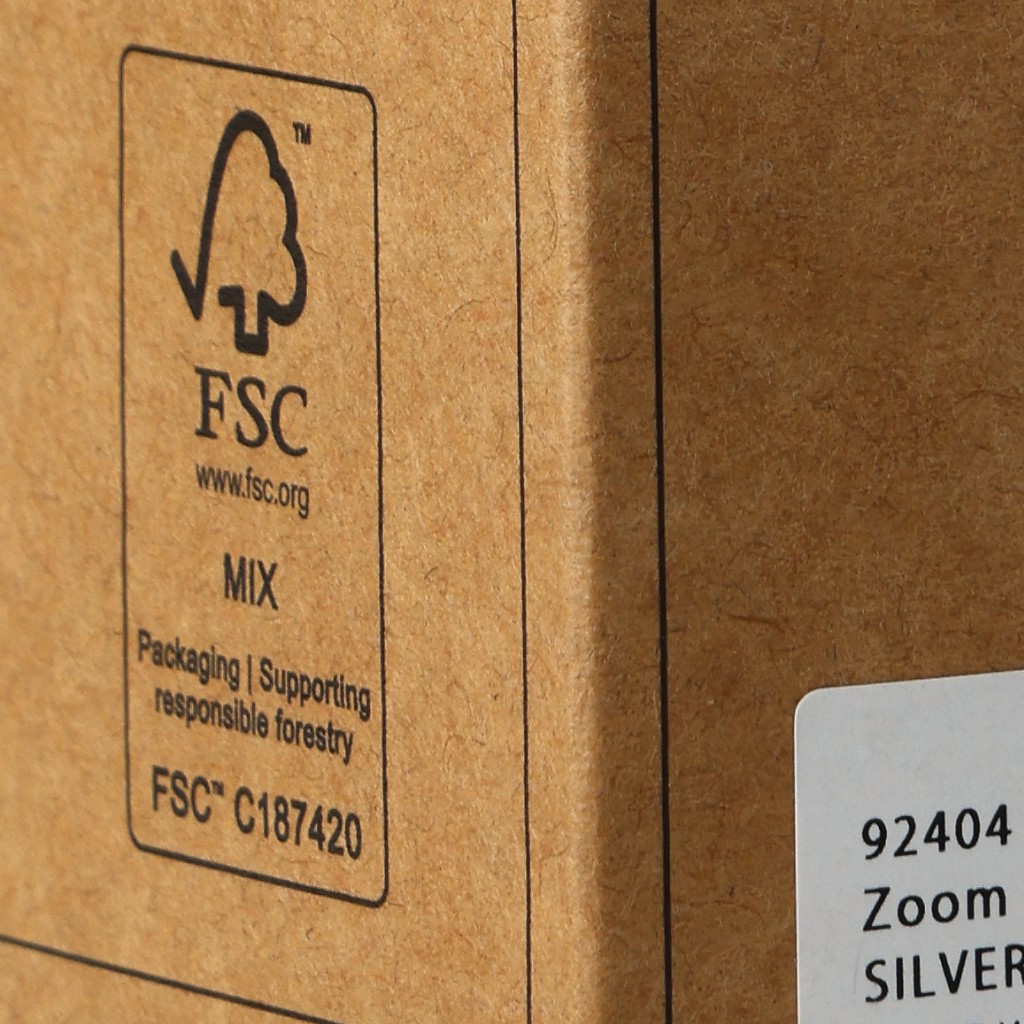 ™
FSC
www.fsc.org
MIX
Packaging | Supporting
responsible forestry
FSC™ C187420
92404
Zoom
SILVER